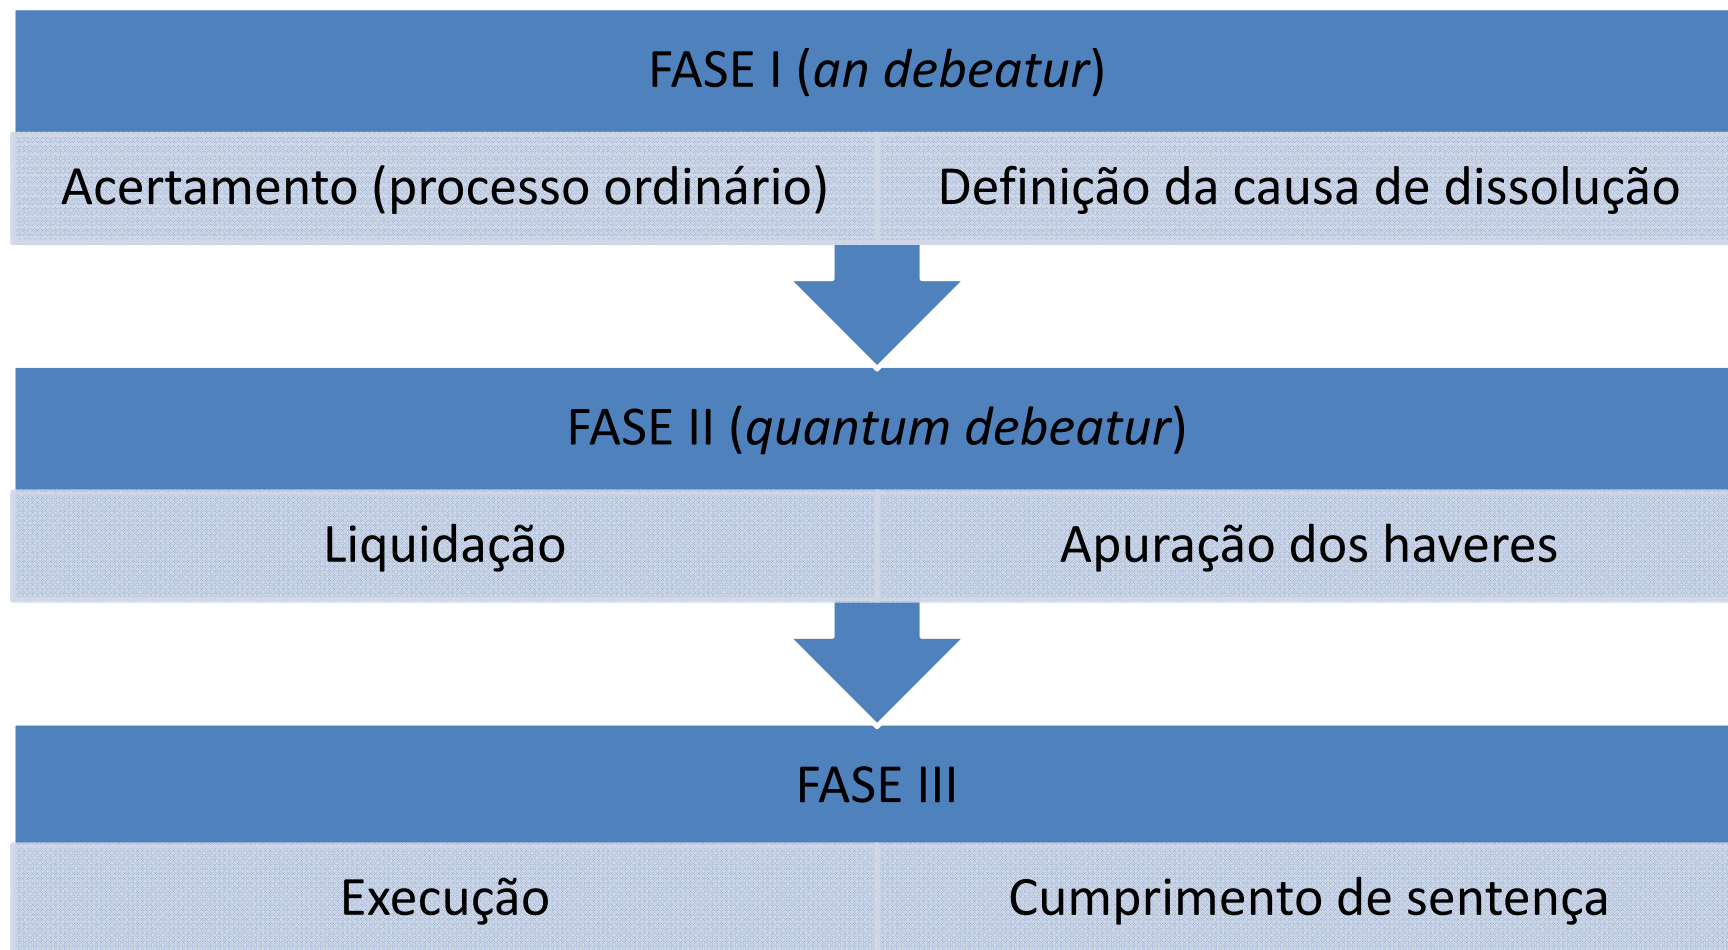 FASE I (an debeatur)
Acertamento (processo ordinário)
Definição da causa de dissolução
FASE II (quantum debeatur)
Liquidação
Apuração dos haveres
FASE III
Execução
Cumprimento de sentença